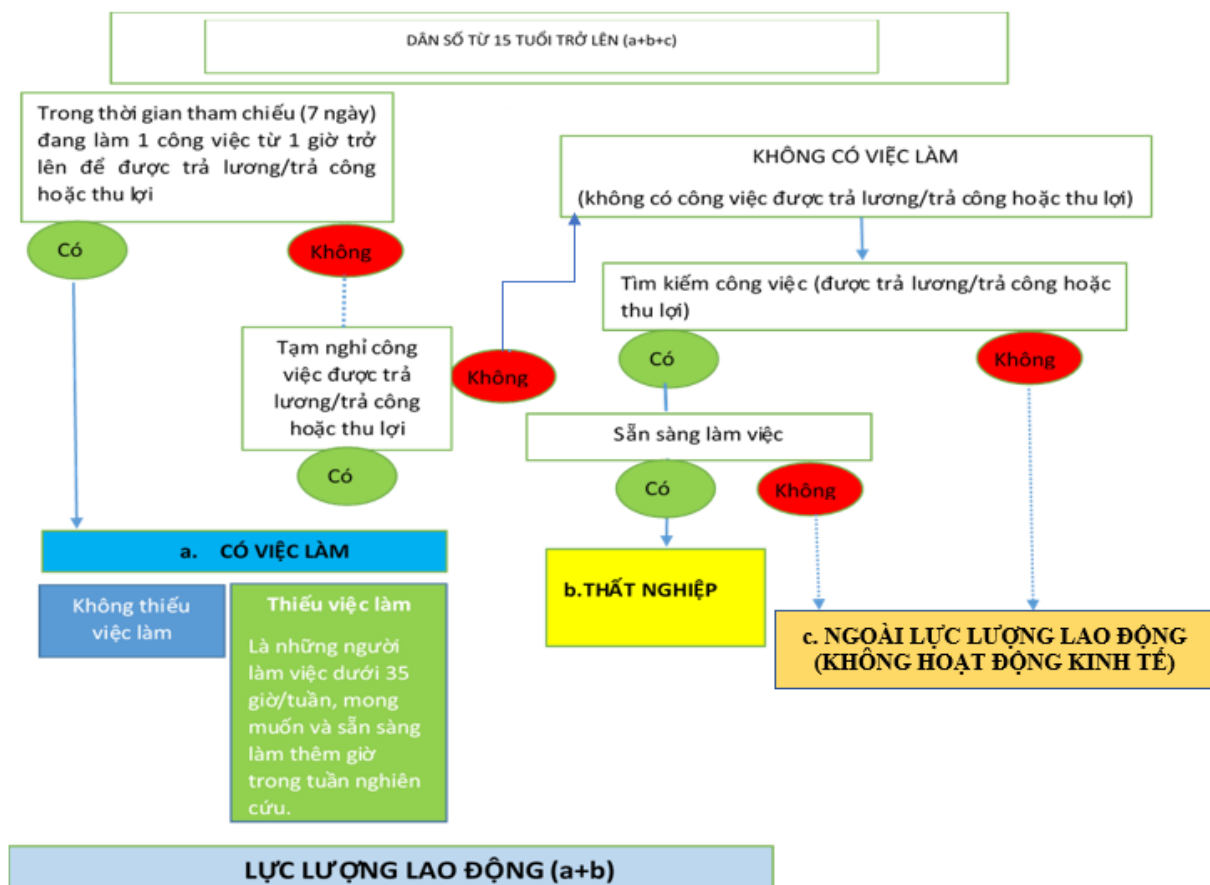 DÂN SỐ TỪ 15 TUỔI TRỞ LÊN (a+b+c)
Trong thời gian tham chiếu (7 ngày)
đang làm 1 công việc từ 1 giờ trở
lên để được trả lương/trả công
hoặc thu lợi
Có
Không
Tạm nghỉ công
việc được trả
lương/trả công
hoặc thu lợi
Có
Không
KHÔNG CÓ VIỆC LÀM
(không có công việc được trả lương/trả công hoặc thu lợi)
Tìm kiếm công việc (được trả lương/trả công hoặc
thu lợi)
Có
Không
Sẵn sàng làm việc
Có
Không
a. CÓ VIỆC LÀM
Không thiếu
việc làm
Thiếu việc làm
Là những người
làm việc dưới 35
giờ/tuần, mong
muốn và sẵn sàng
làm thêm giờ
trong tuần nghiên
cứu.
b.THẤT NGHIỆP
c. NGOÀI LỰC LƯỢNG LAO ĐỘNG
(KHÔNG HOẠT ĐỘNG KINH TẾ)
LỰC LƯỢNG LAO ĐỘNG (a+b)